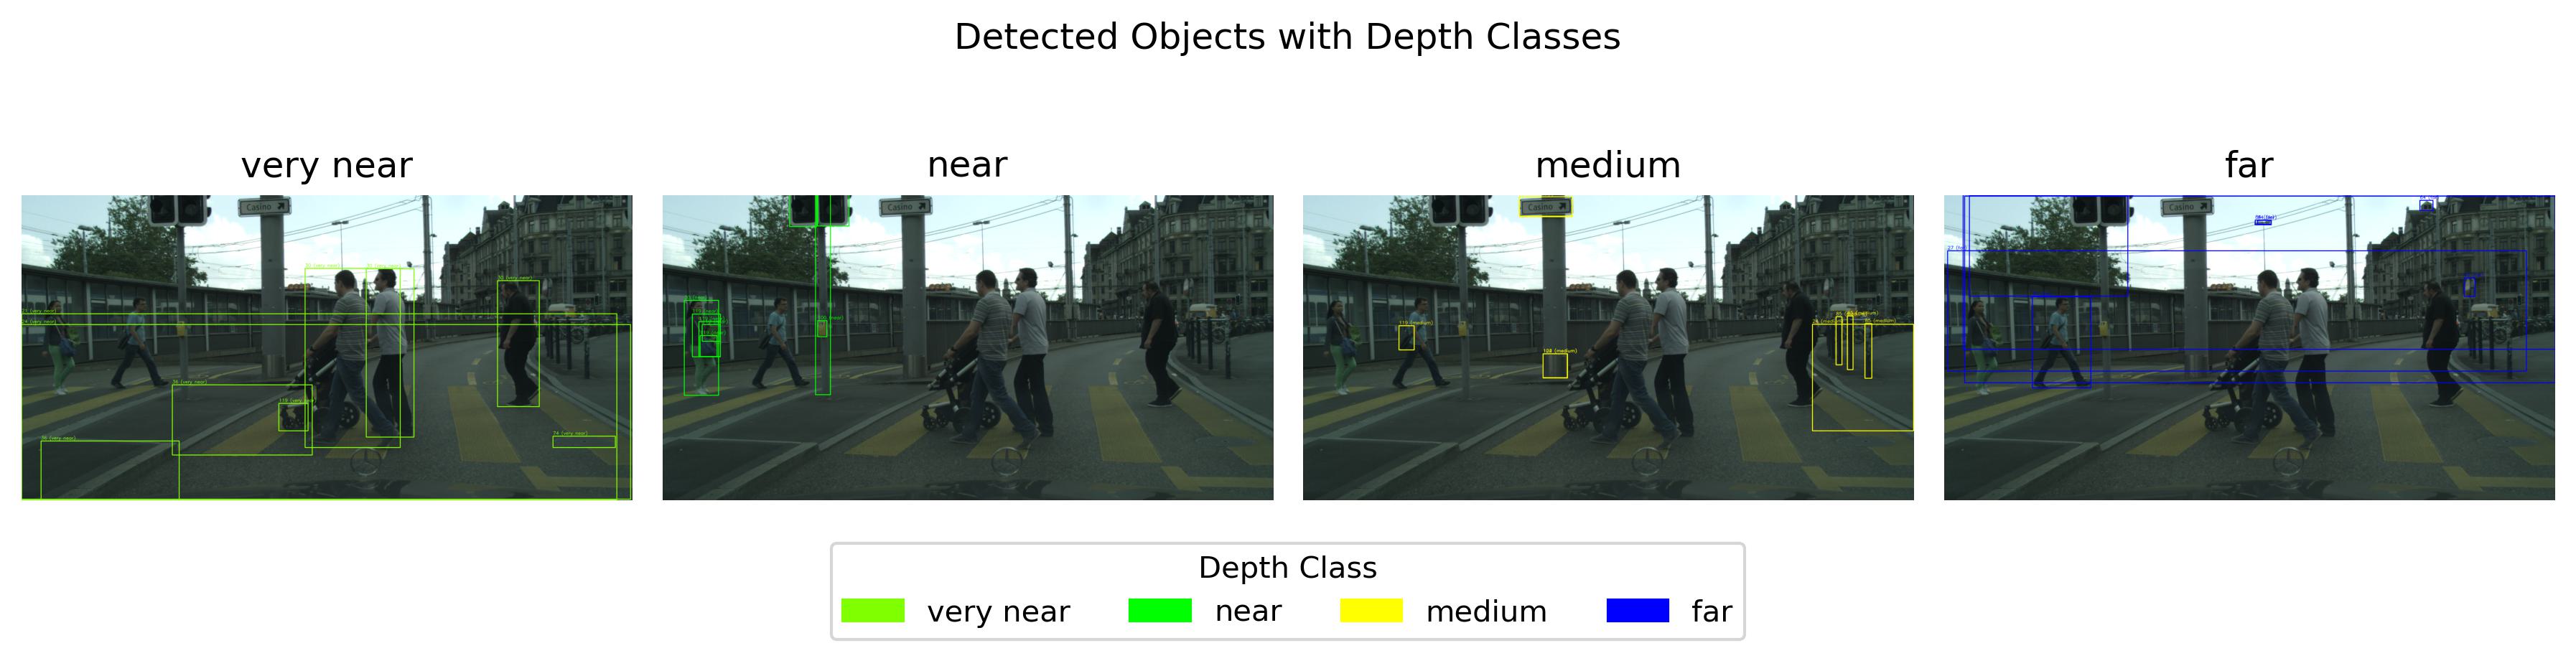 Detected Objects with Depth Classes
very near
near
medium
far
Casino
Casino
Casino
Casino
Depth Class
very near
near
medium
far